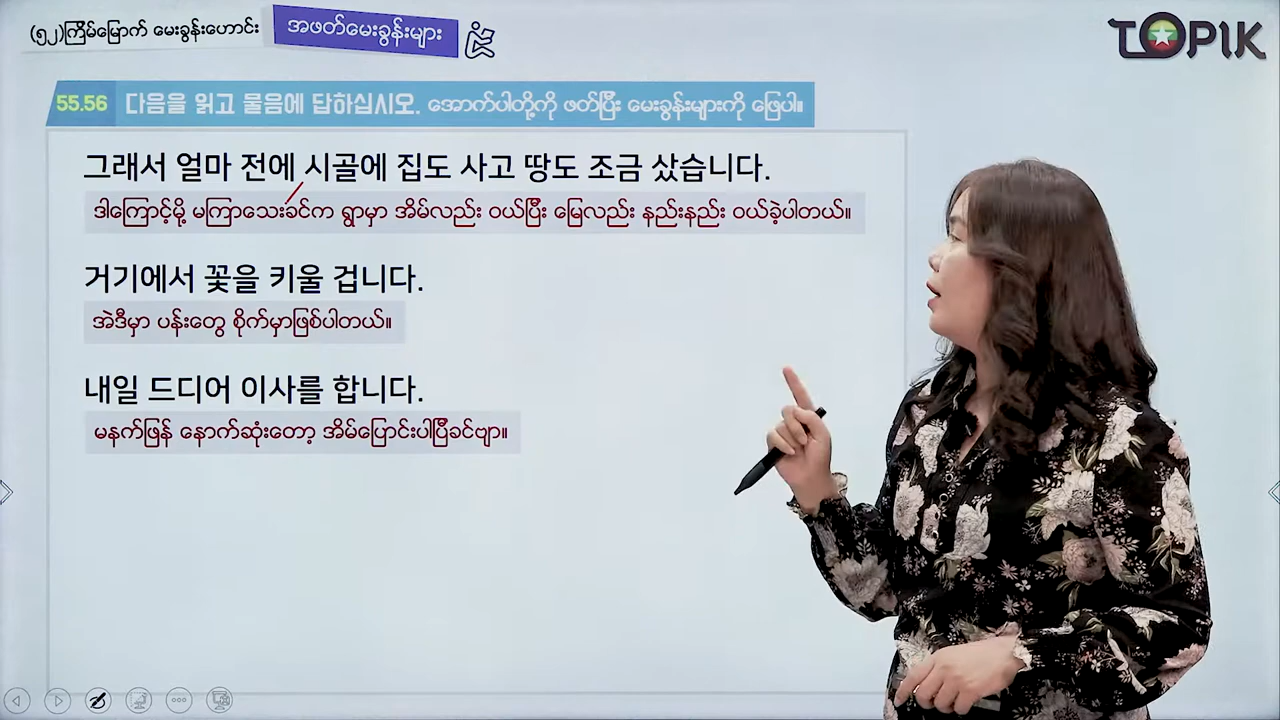 (၅၂)ကြိမ်မြောက် မေးခွန်းဟောင်း
အဖတ်မေးခွန်းများ
TOPIK
55.56 다음을 읽고 물음에 답하십시오. အောက်ပါတို့ကို ဖတ်ပြီး မေးခွန်းများကို ဖြေပါ။
그래서 얼마 전에 시골에 집도 사고 땅도 조금 샀습니다.
ဒါကြောင့်မို့ မကြာသေးခင်က ရွာမှာ အိမ်လည်း ဝယ်ပြီး မြေလည်း နည်းနည်း ဝယ်ခဲ့ပါတယ်။
거기에서 꽃을 키울 겁니다.
အဲဒီမှာ ပန်းတွေ စိုက်မှာဖြစ်ပါတယ်။
내일 드디어 이사를 합니다.
မနက်ဖြန် နောက်ဆုံးတော့ အိမ်ပြောင်းပါပြီခင်ဗျာ။